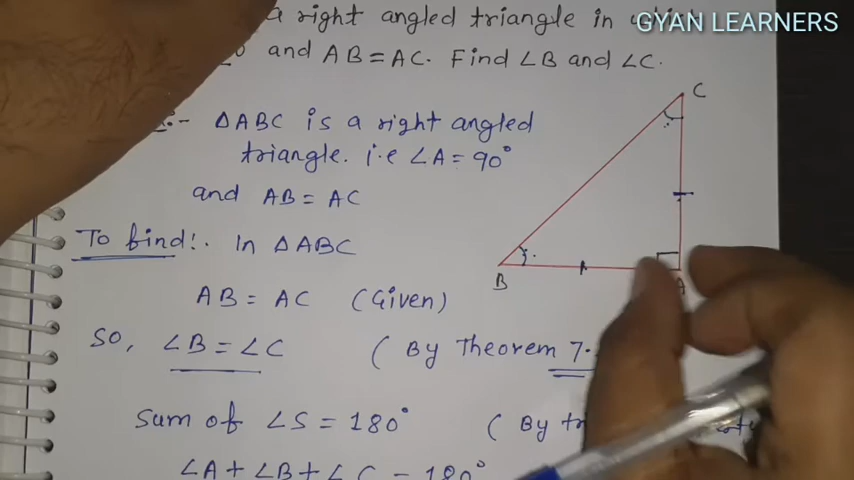 a right angled triangle in which
GYAN LEARNERS
and AB = AC. Find ∠B and ∠C.
:- ΔABC is a right angled
triangle. i.e ∠A = 90°
and AB = AC
To find:. In ΔABC
AB = AC (Given)
So, ∠B = ∠C (By Theorem 7.
Sum of ∠S = 180° (By
∠A + ∠B + ∠C = 180°
C
B
A